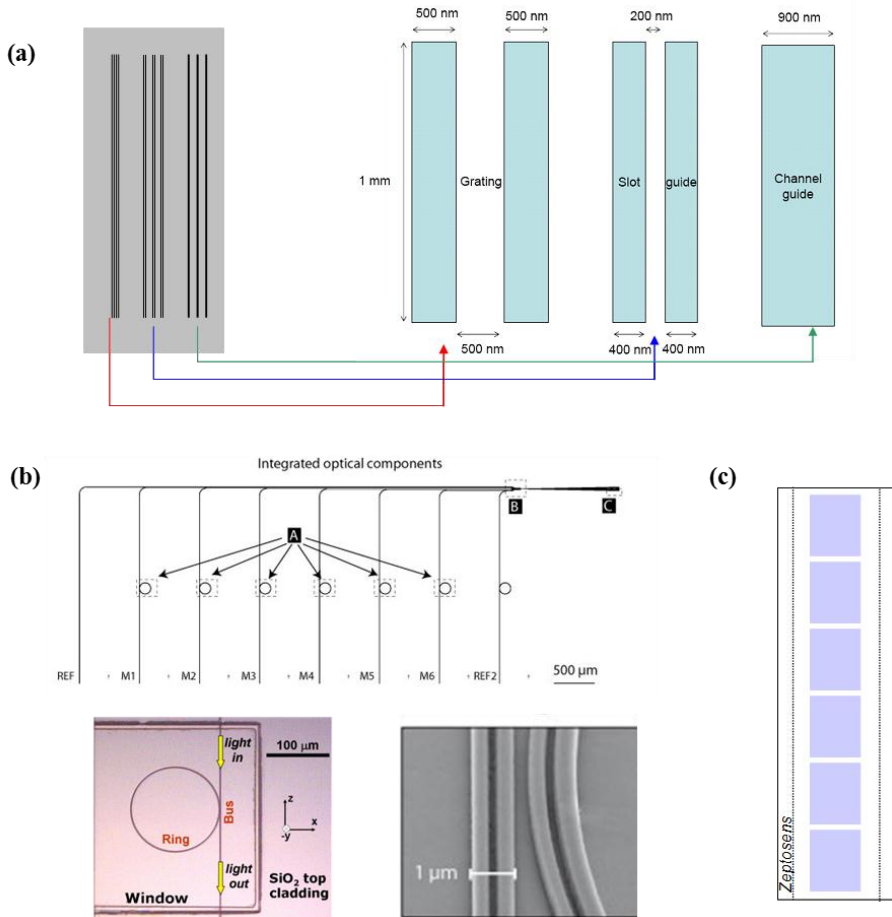 (a)
500 nm
500 nm
200 nm
900 nm
1 mm
Grating
Slot
guide
Channel
guide
500 nm
400 nm
400 nm
(b)
Integrated optical components
B
C
A
REF
M1
M2
M3
M4
M5
M6
REF2
500 µm
light
in
100 µm
Bus
z
x
-y
Ring
light
out
SiO2 top
cladding
Window
1 µm
(c)
Zeptosens